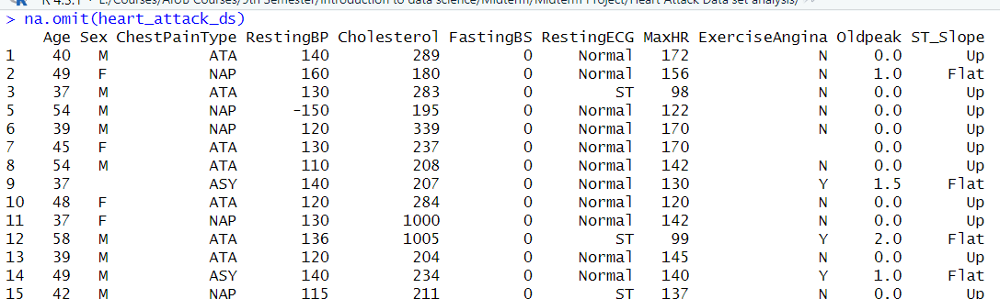 R 4.3.1 · E:/Courses/AIUB Courses/5th Semester/Introduction to data science/Midterm/Midterm Project/Heart Attack Data set analysis/
> na.omit(heart_attack_ds)
Age Sex ChestPainType RestingBP Cholesterol FastingBS RestingECG MaxHR ExerciseAngina Oldpeak ST_Slope
1 40 M ATA 140 289 0 Normal 172 N 0.0 Up
2 49 F NAP 160 180 0 Normal 156 N 1.0 Flat
3 37 M ATA 130 283 0 ST 98 N 0.0 Up
5 54 M NAP -150 195 0 Normal 122 N 0.0 Up
6 39 M NAP 120 339 0 Normal 170 N 0.0 Up
7 45 F ATA 130 237 0 Normal 170 0.0 Up
8 54 M ATA 110 208 0 Normal 142 N 0.0 Up
9 37 ASY 140 207 0 Normal 130 Y 1.5 Flat
10 48 F ATA 120 284 0 Normal 120 N 0.0 Up
11 37 F NAP 130 1000 0 Normal 142 N 0.0 Up
12 58 M ATA 136 1005 0 ST 99 Y 2.0 Flat
13 39 M ATA 120 204 0 Normal 145 N 0.0 Up
14 49 M ASY 140 234 0 Normal 140 Y 1.0 Flat
15 42 M NAP 115 211 0 ST 137 N 0.0 Up